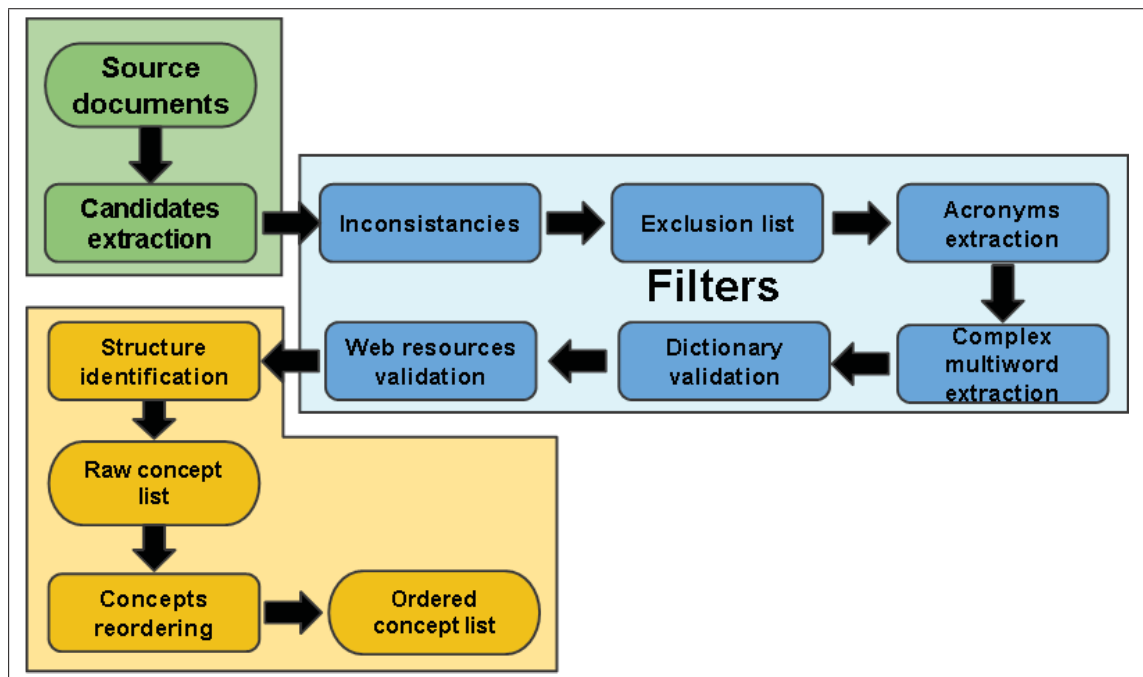 Source
documents
Candidates
extraction
Inconsistancies
Exclusion list
Acronyms
extraction
Filters
Complex
multiword
extraction
Dictionary
validation
Web resources
validation
Structure
identification
Raw concept
list
Concepts
reordering
Ordered
concept list